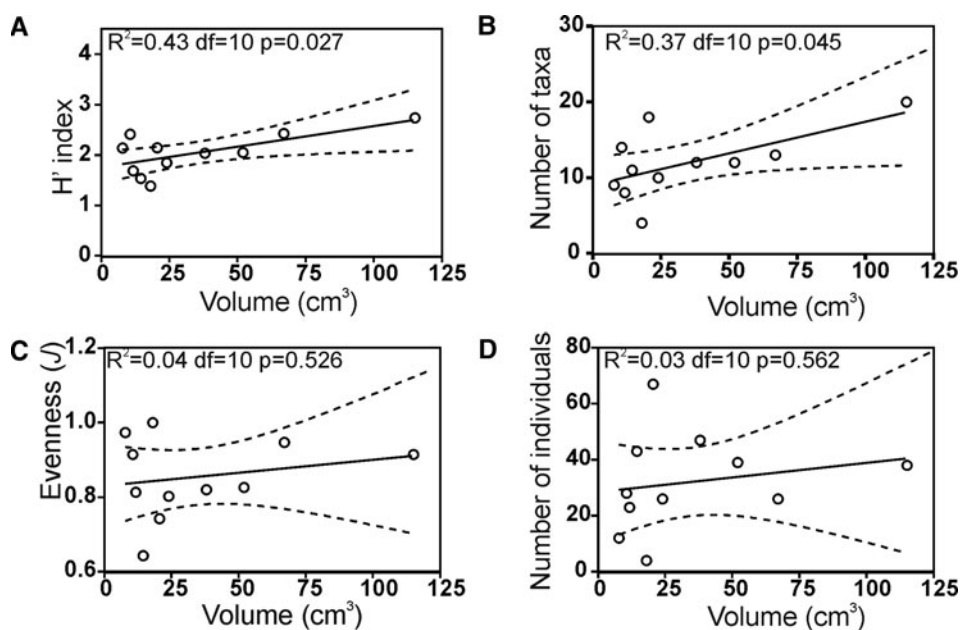 A
R²=0.43 df=10 p=0.027
H' index
4
3
2
1
0
0 25 50 75 100 125
Volume (cm³)
B
R²=0.37 df=10 p=0.045
Number of taxa
30
20
10
0
0 25 50 75 100 125
Volume (cm³)
C
R²=0.04 df=10 p=0.526
Evenness (J)
1.2
1.0
0.8
0.6
0 25 50 75 100 125
Volume (cm³)
D
R²=0.03 df=10 p=0.562
Number of individuals
80
60
40
20
0
0 25 50 75 100 125
Volume (cm³)